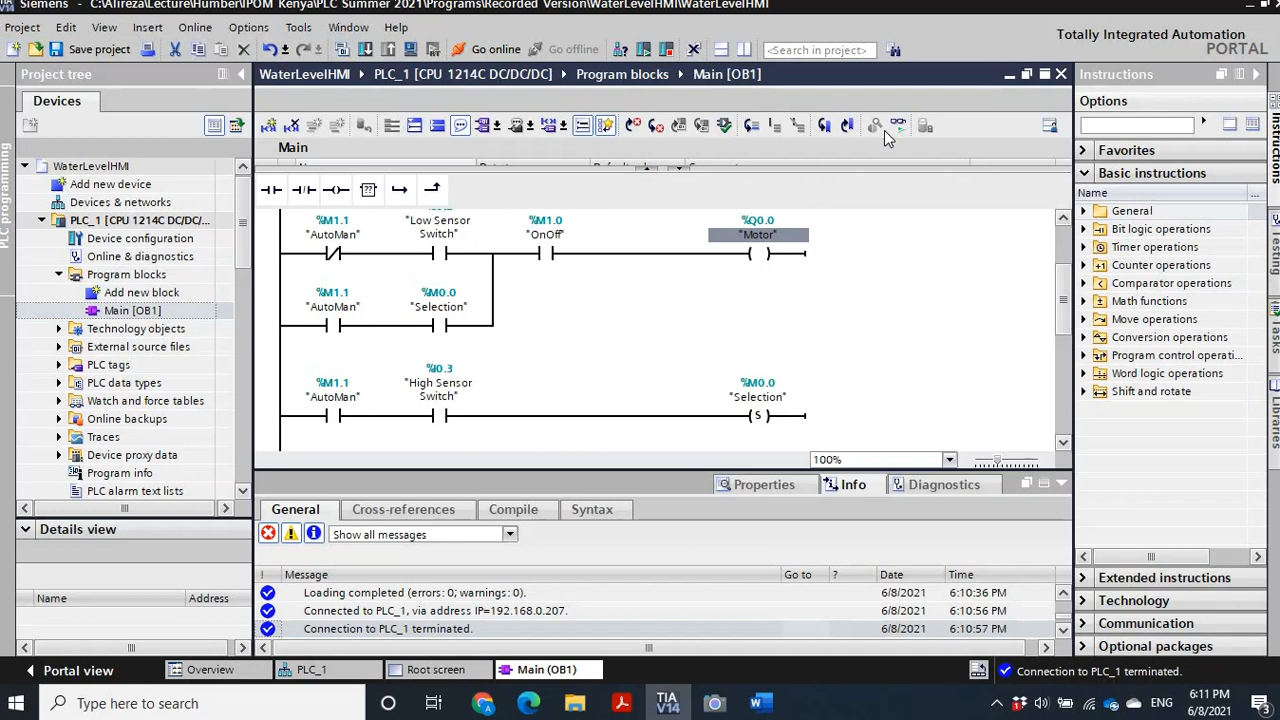 Siemens - C:\Alireza\Lecture\Humber\IPOM Kenya\PLC Summer 2021\Programs\Recorded Version\WaterLevelHMI\WaterLevelHMI
Project Edit View Insert Online Options Tools Window Help
Totally Integrated Automation
PORTAL
Save project
Go online
Go offline
<Search in project>
Project tree
WaterLevelHMI
PLC_1 [CPU 1214C DC/DC/DC]
Program blocks
Main [OB1]
Instructions
Devices
Options
Main
WaterLevelHMI
Add new device
Devices & networks
PLC_1 [CPU 1214C DC/DC/...
Device configuration
Online & diagnostics
Program blocks
Add new block
Main [OB1]
Technology objects
External source files
PLC tags
PLC data types
Watch and force tables
Online backups
Traces
Device proxy data
Program info
PLC alarm text lists
%M1.1
"AutoMan"
"Low Sensor
Switch"
%M1.0
"OnOff"
%Q0.0
"Motor"
%M1.1
"AutoMan"
%M0.0
"Selection"
%M1.1
"AutoMan"
%I0.3
"High Sensor
Switch"
%M0.0
"Selection"
S
100%
Favorites
Basic instructions
Name
...
General
Bit logic operations
Timer operations
Counter operations
Comparator operations
Math functions
Move operations
Conversion operations
Program control operati...
Word logic operations
Shift and rotate
Extended instructions
Technology
Communication
Optional packages
PLC programming
Instructions
Testing
Tasks
Libraries
Properties
Info
Diagnostics
General
Cross-references
Compile
Syntax
Show all messages
! Message Go to ? Date Time
Loading completed (errors: 0; warnings: 0). 6/8/2021 6:10:36 PM
Connected to PLC_1, via address IP=192.168.0.207. 6/8/2021 6:10:36 PM
Connection to PLC_1 terminated. 6/8/2021 6:10:57 PM
Details view
Name
Address
Portal view
Overview
PLC_1
Root screen
Main (OB1)
Connection to PLC_1 terminated.
Type here to search
TIA
V14
ENG
6:11 PM
6/8/2021
3